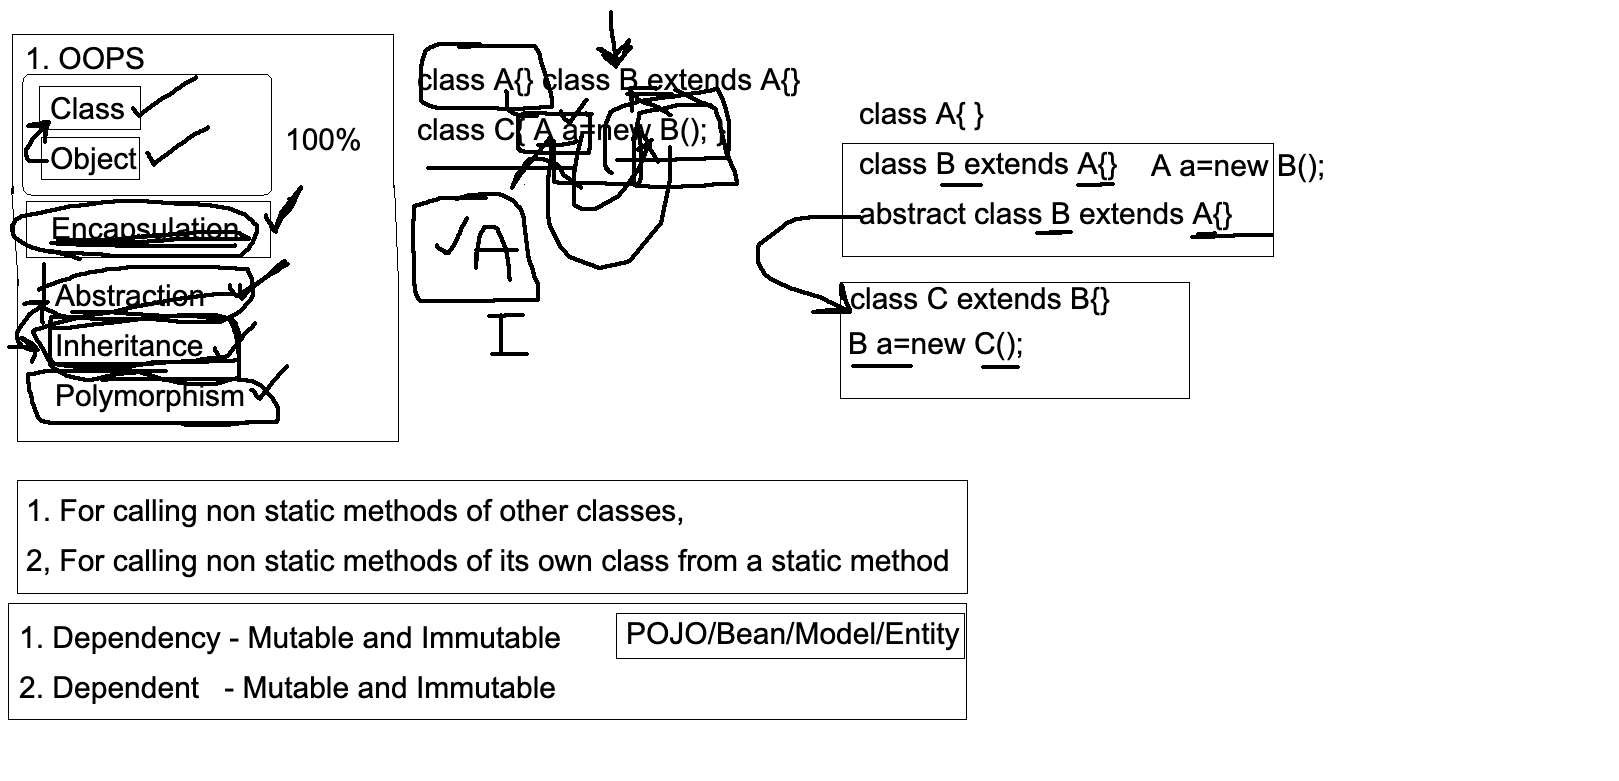 1. OOPS
Class
Object
100%
Encapsulation
Abstraction
Inheritance
Polymorphism
class A{} class B extends A{}
class C{ A a=new B(); }
A
I
class A{ }
class B extends A{} A a=new B();
abstract class B extends A{}
class C extends B{}
B a=new C();
1. For calling non static methods of other classes,
2, For calling non static methods of its own class from a static method
1. Dependency - Mutable and Immutable
POJO/Bean/Model/Entity
2. Dependent - Mutable and Immutable